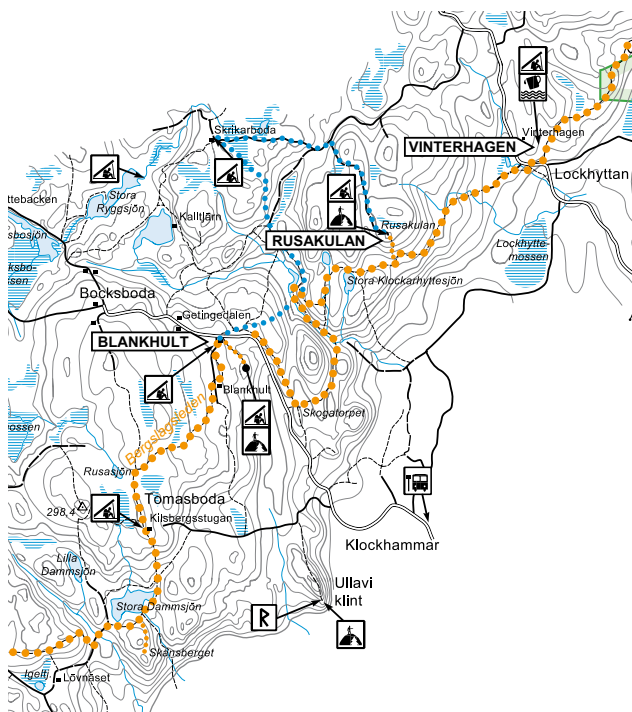 Skrikarboda
Vinterhagen
VINTERHAGEN
Lockhyttan
Stora
Ryggsjön
ttebacken
Kalltjärn
Rusakulan
RUSAKULAN
sbosjön
Lockhytte
mossen
ksbo-
ssen
Stora Klockarhyttesjön
Bocksboda
Getingedalen
BLANKHULT
Blankhult
Skogatorpet
Bergslagsleden
mossen
Rusasjön
Tomasboda
298,4
Kilsbergsstugan
Klockhammar
Lilla
Dammsjön
Ullavi
klint
Stora Dammsjön
R
Skansberget
Igeltj.
Lövnäset